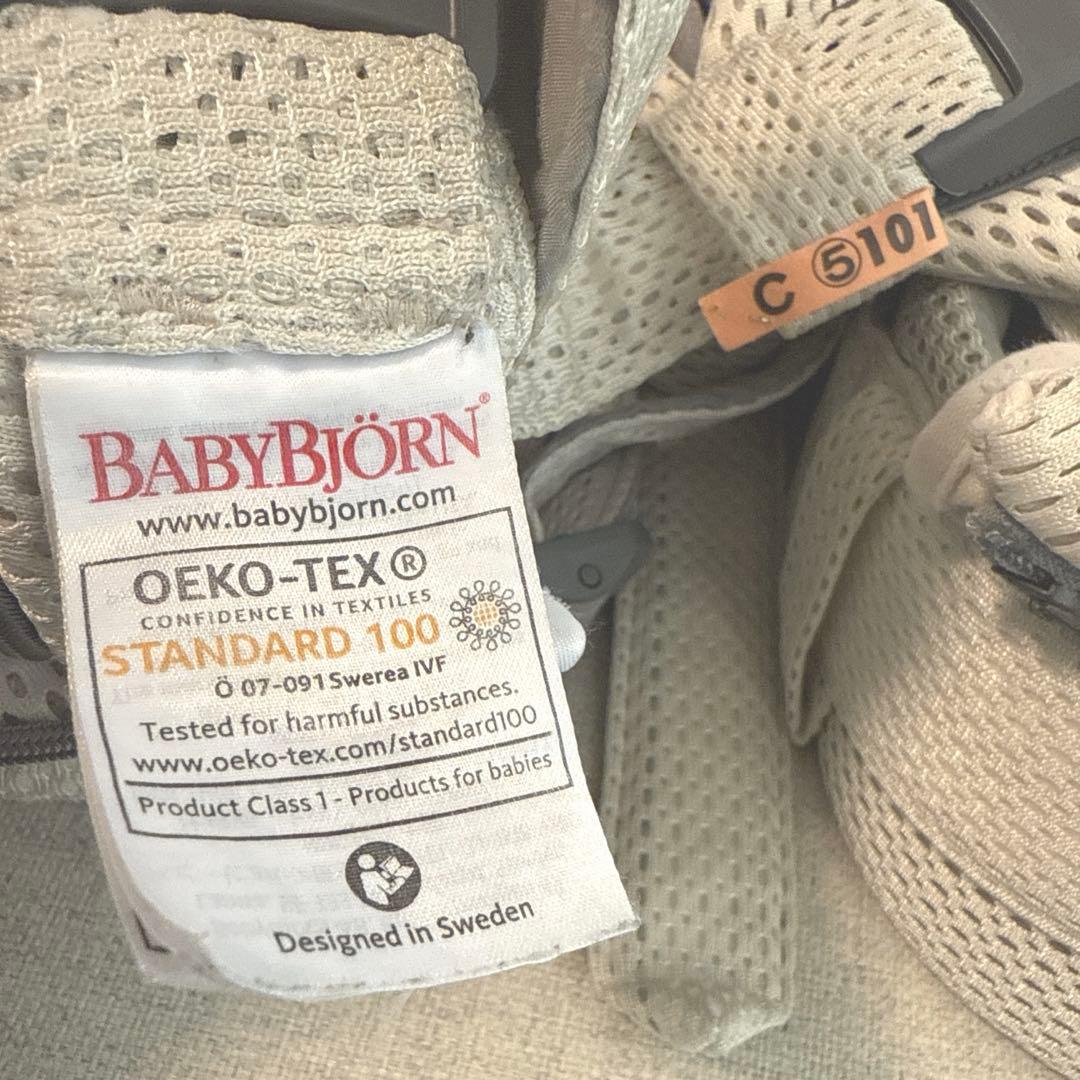 C ⑤101
BABYBJÖRN®
www.babybjorn.com
OEKO-TEX®
CONFIDENCE IN TEXTILES
STANDARD 100
Ö 07-091 Swerea IVF
Tested for harmful substances.
www.oeko-tex.com/standard100
Product Class 1 - Products for babies
Designed in Sweden